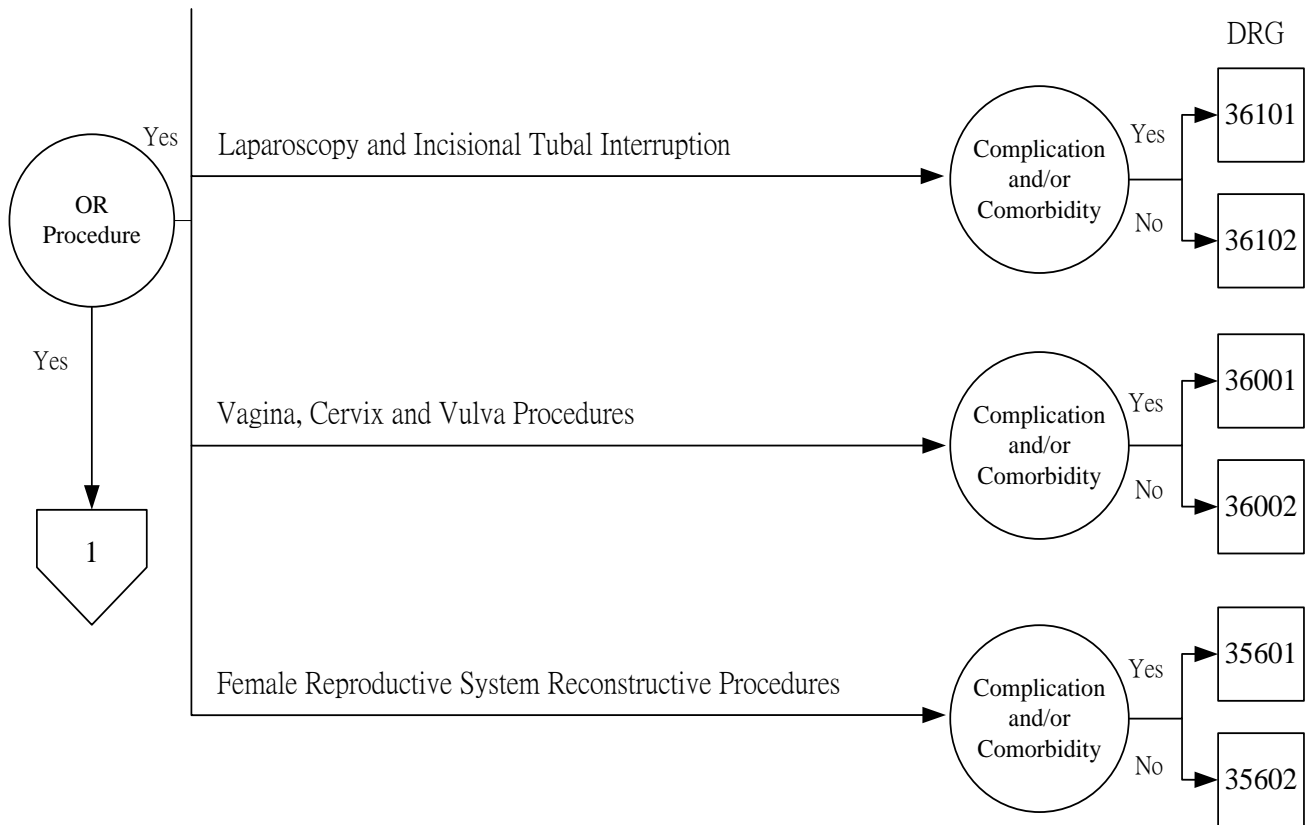 DRG
Yes
OR
Procedure
Yes
1
Laparoscopy and Incisional Tubal Interruption
Complication
and/or
Comorbidity
Yes
36101
No
36102
Vagina, Cervix and Vulva Procedures
Complication
and/or
Comorbidity
Yes
36001
No
36002
Female Reproductive System Reconstructive Procedures
Complication
and/or
Comorbidity
Yes
35601
No
35602